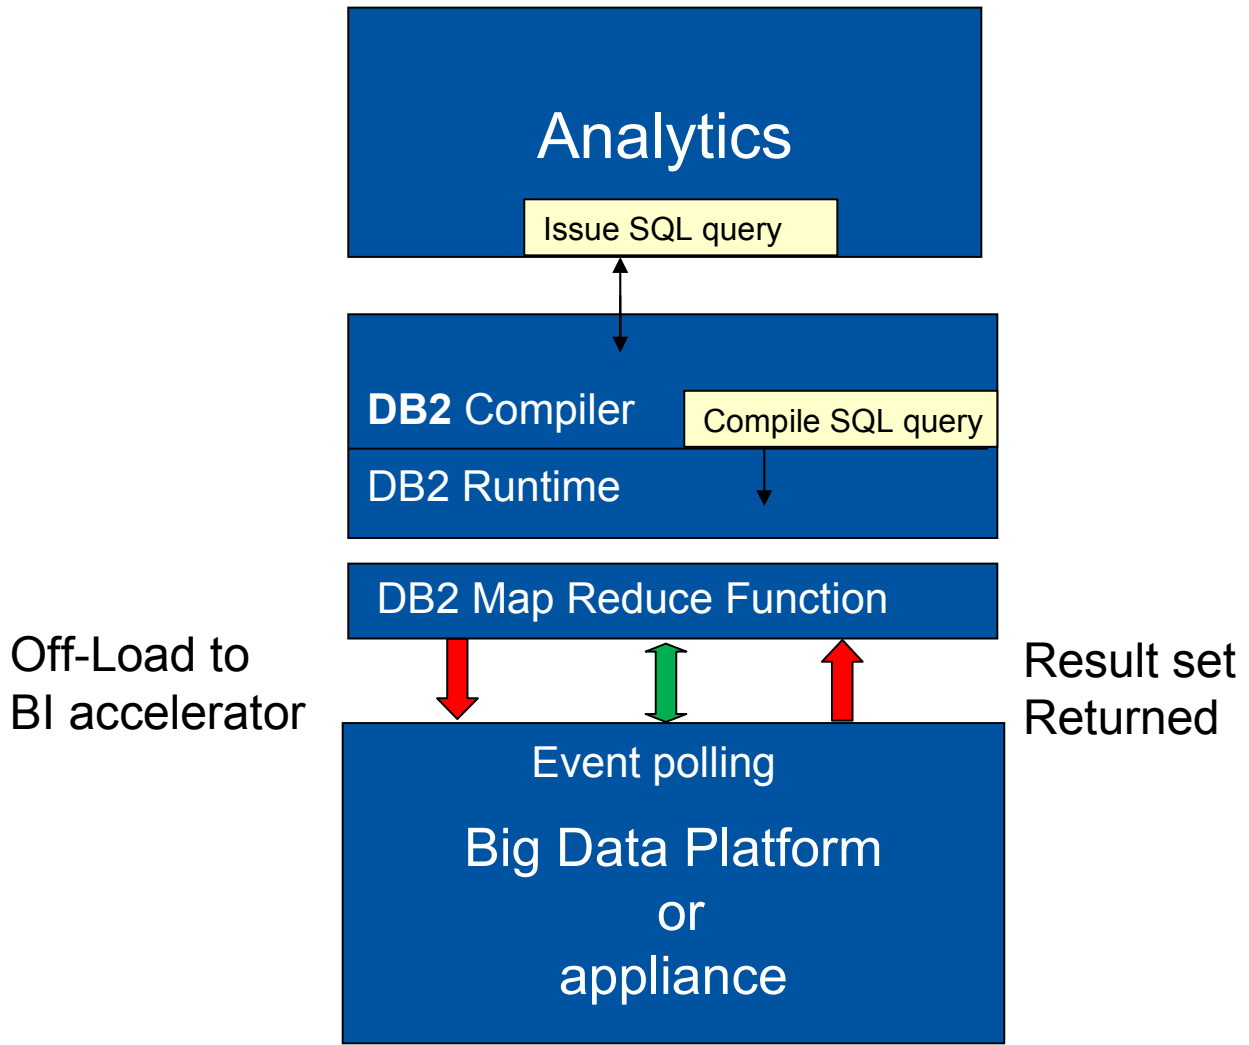 Analytics
Issue SQL query
DB2 Compiler
Compile SQL query
DB2 Runtime
DB2 Map Reduce Function
Off-Load to
BI accelerator
Result set
Returned
Event polling
Big Data Platform
or
appliance